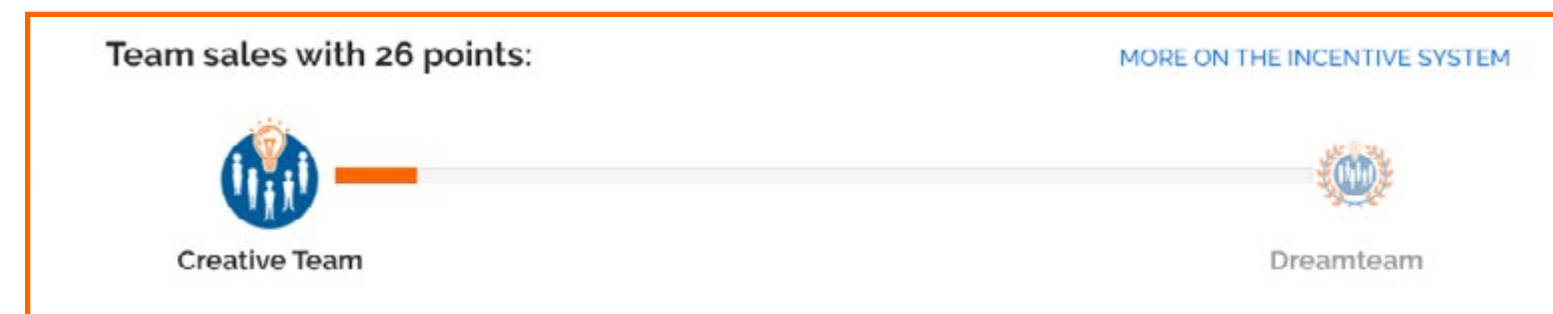 Team sales with 26 points:
MORE ON THE INCENTIVE SYSTEM
Creative Team
Dreamteam